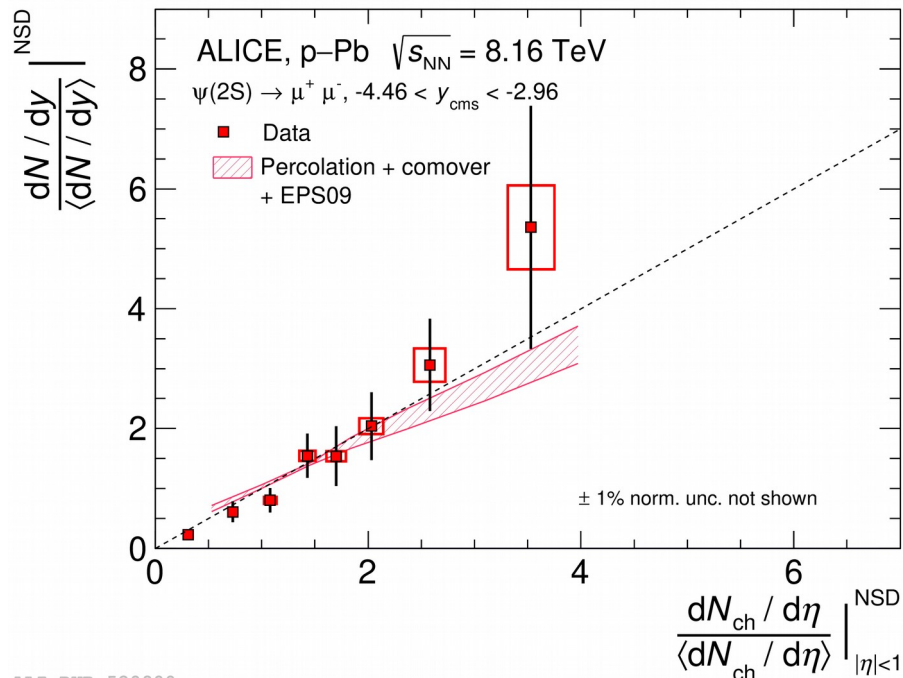 dN / dy
⟨dN / dy⟩
NSD
ALICE, p–Pb √sNN = 8.16 TeV
ψ(2S) → μ+ μ-, -4.46 < ycms < -2.96
Data
Percolation + comover
+ EPS09
± 1% norm. unc. not shown
8
6
4
2
0
0 2 4 6
dNch / dη
⟨dNch / dη⟩
NSD
|η|<1